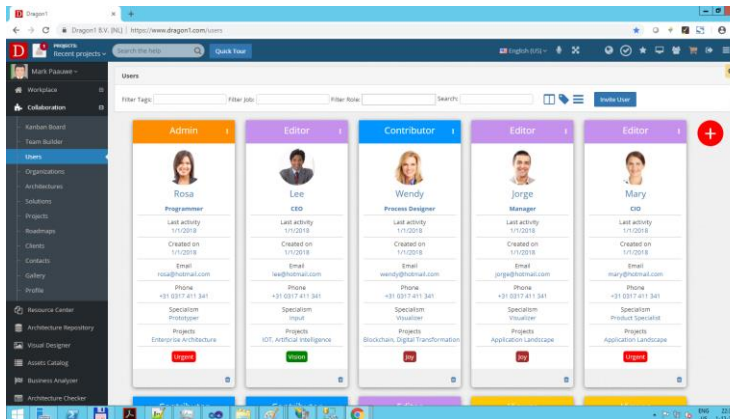 Dragon1
Dragon1 B.V. [NL] | https://www.dragon1.com/users
D
PROJECTS:
Recent projects
Search the help
Quick Tour
English (US)
Mark Paauwe
Workplace
Collaboration
Kanban Board
Team Builder
Users
Organizations
Architectures
Solutions
Projects
Roadmaps
Clients
Contacts
Gallery
Profile
Resource Center
Architecture Repository
Visual Designer
Assets Catalog
Business Analyzer
Architecture Checker
Users
Filter Tags:
Filter Job:
Filter Role:
Search:
Invite User
Admin
Rosa
Programmer
Last activity
1/1/2018
Created on
1/1/2018
Email
rosa@hotmail.com
Phone
+31 0317 411 341
Specialism
Prototyper
Projects
Enterprise Architecture
Urgent
Editor
Lee
CEO
Last activity
1/1/2018
Created on
1/1/2018
Email
lee@hotmail.com
Phone
+31 0317 411 341
Specialism
Input
Projects
IOT, Artificial Intelligence
Vision
Contributor
Wendy
Process Designer
Last activity
1/1/2018
Created on
1/1/2018
Email
wendy@hotmail.com
Phone
+31 0317 411 341
Specialism
Visualizer
Projects
Blockchain, Digital Transformation
Joy
Editor
Jorge
Manager
Last activity
1/1/2018
Created on
1/1/2018
Email
jorge@hotmail.com
Phone
+31 0317 411 341
Specialism
Visualizer
Projects
Application Landscape
Joy
Editor
Mary
CIO
Last activity
1/1/2018
Created on
1/1/2018
Email
mary@hotmail.com
Phone
+31 0317 411 341
Specialism
Product Specialist
Projects
Application Landscape
Urgent
ENG